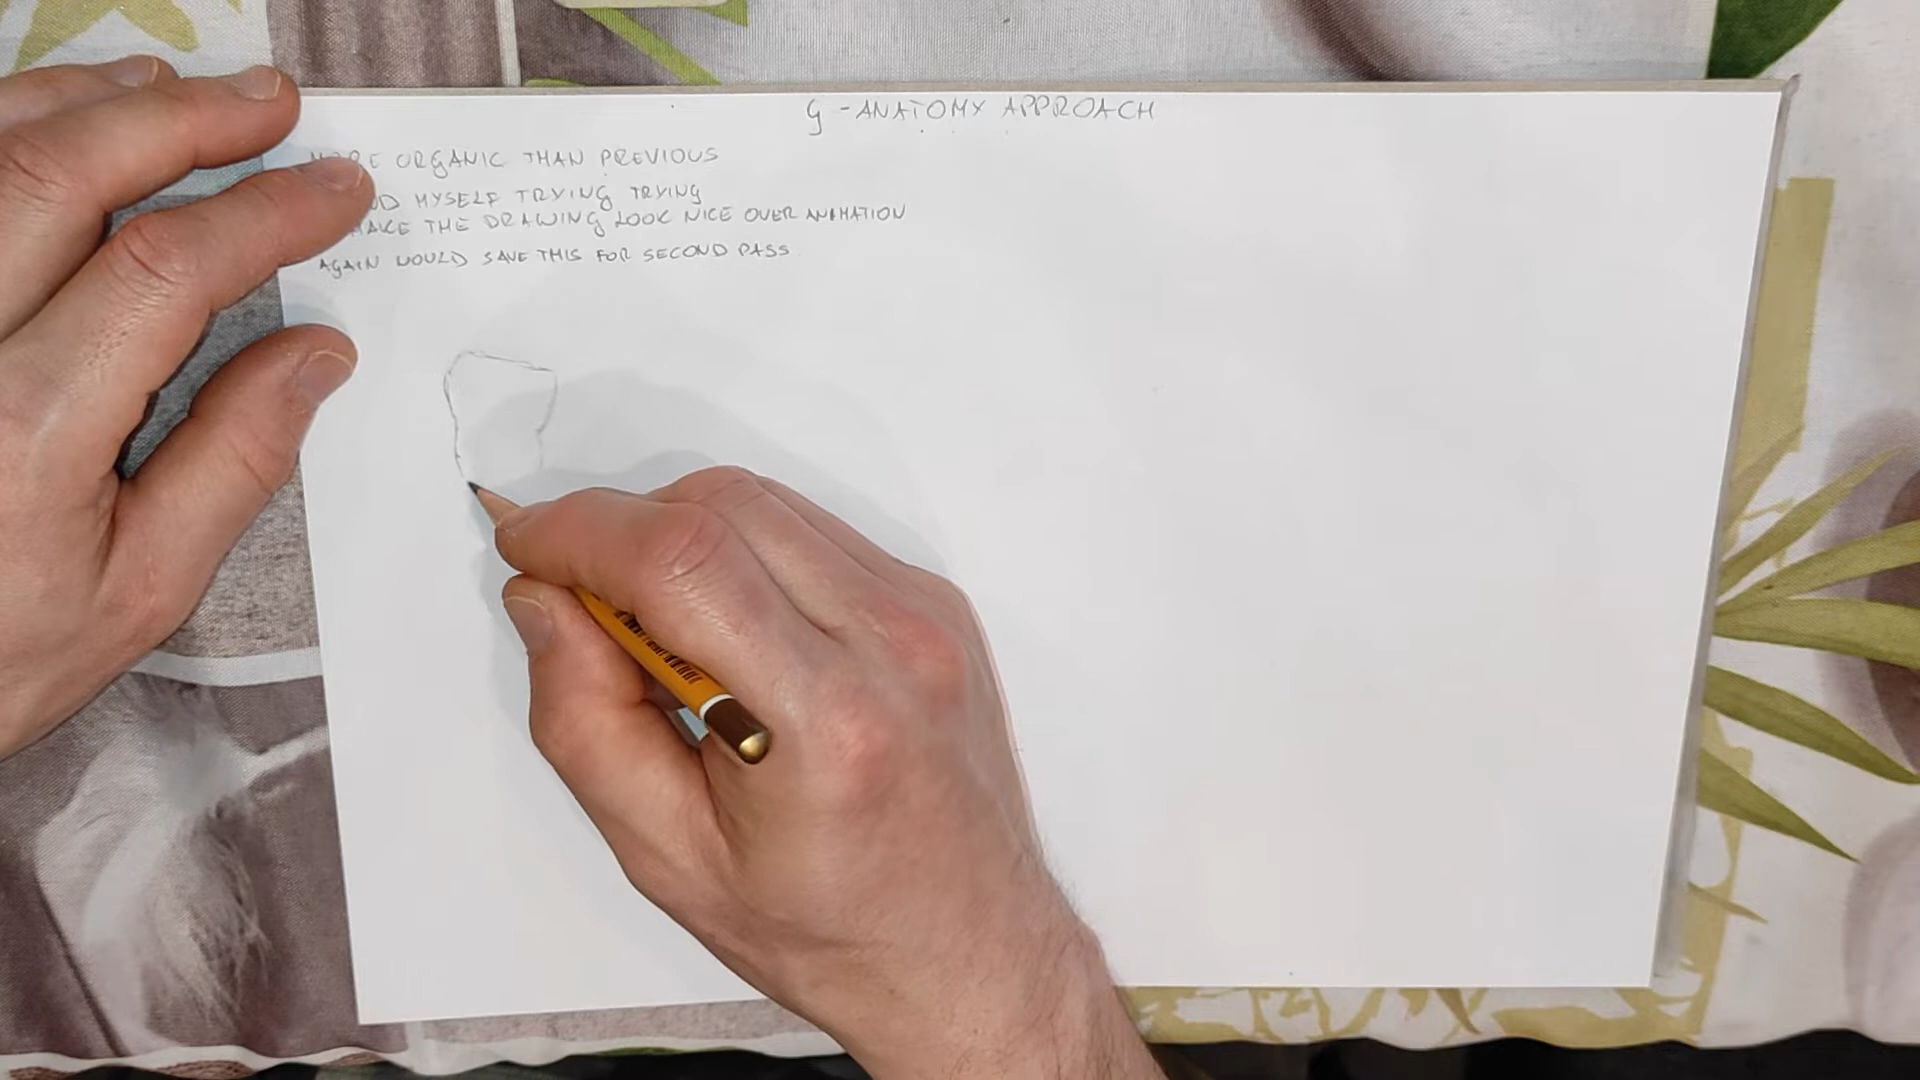 9 - ANATOMY APPROACH
ORGANIC THAN PREVIOUS
MYSELF TRYING TRYING
MAKE THE DRAWING LOOK NICE OVER ANIMATION
AGAIN WOULD SAVE THIS FOR SECOND PASS